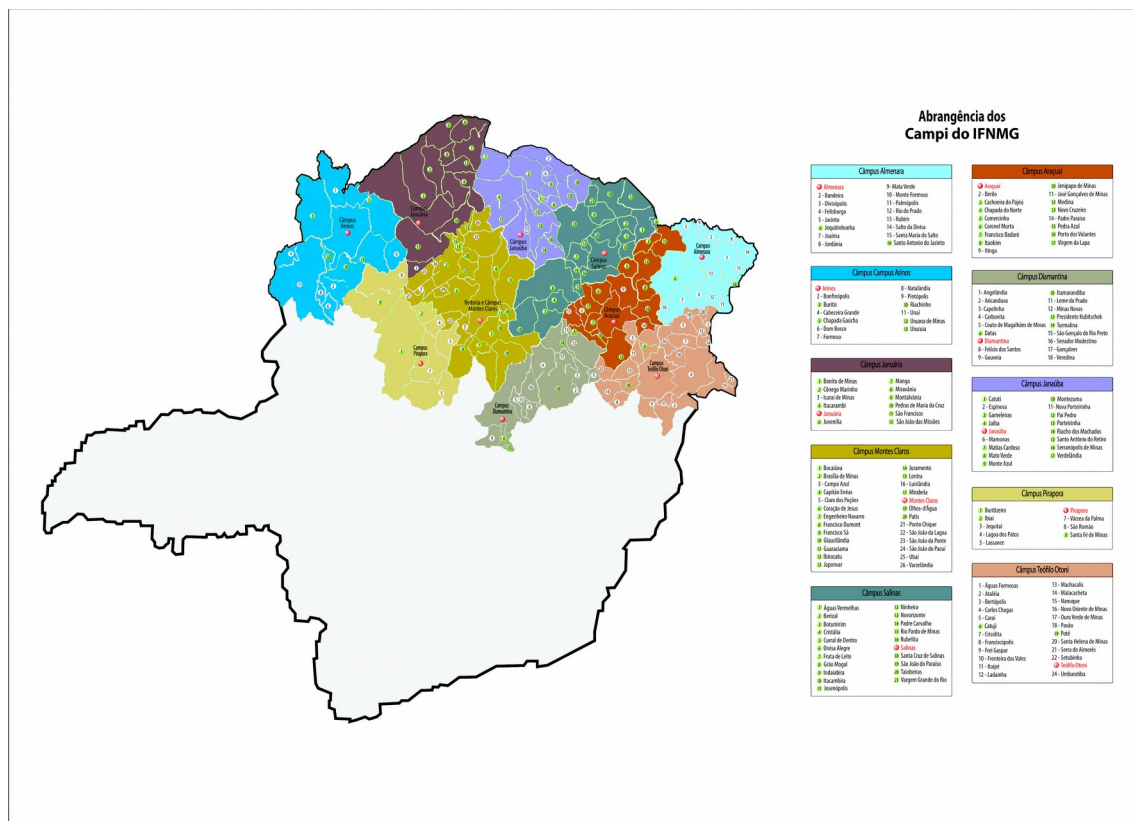 Abrangência dos
Campi do IFNMG
Câmpus Almenara
Almenara
2 - Bandeira
3 - Divisópolis
4 - Felisburgo
5 - Jacinto
6 Jequitinhonha
7 - Joaíma
8 - Jordânia
9- Mata Verde
10 - Monte Formoso
11 - Palmópolis
12 - Rio do Prado
13 - Rubim
14 - Salto da Divisa
15 - Santa Maria do Salto
16 Santo Antonio do Jacinto
Câmpus Araçuaí
Araçuaí
2 - Berilo
3 Cachoeira do Pajeú
4 Chapada do Norte
5 Comercinho
6 Coronel Murta
7 Francisco Badaró
8 Itaobim
9 - Itinga
10 Jenipapo de Minas
11 - José Gonçalves de Minas
12 Medina
13 Novo Cruzeiro
14 - Padre Paraíso
15 Pedra Azul
16 Ponto dos Volantes
17 Virgem da Lapa
Câmpus Campus Arinos
Arinos
2 - Bonfinópolis
3 Buritis
4 - Cabeceira Grande
5 Chapada Gaúcha
6 - Dom Bosco
7 - Formoso
8 - Natalândia
9 - Pintópolis
10 Riachinho
11 - Unaí
12 Uruana de Minas
13 Urucuia
Câmpus Diamantina
1 - Angelândia
2 - Aricanduva
3 - Capelinha
4 - Carbonita
5 - Couto de Magalhães de Minas
6 Datas
Diamantina
8 - Felício dos Santos
9 - Gouveia
10 Itamarandiba
11 - Leme do Prado
12 - Minas Novas
13 Presidente Kubitschek
14 Turmalina
15 - São Gonçalo do Rio Preto
16 - Senador Modestino
17 - Gonçalves
18 - Veredina
Câmpus Januária
1 Bonito de Minas
2 Cônego Marinho
3 - Icaraí de Minas
4 Itacarambi
Januária
6 Juvenília
7 Manga
8 Miravânia
9 Montalvânia
10 Pedras de Maria da Cruz
11 São Francisco
12 São João das Missões
Câmpus Janaúba
1 Catuti
2 - Espinosa
3 Gameleiras
4 Jaíba
Janaúba
6 - Mamonas
7 Matias Cardoso
8 Mato Verde
9 Monte Azul
10 Montezuma
11 - Nova Porteirinha
12 Pai Pedro
13 Porteirinha
14 Riacho dos Machados
15 Santo Antônio do Retiro
16 Serranópolis de Minas
17 Verdelândia
Câmpus Montes Claros
1 Bocaiúva
2 Brasília de Minas
3 - Campo Azul
4 Capitão Enéas
5 - Claro dos Poções
6 Coração de Jesus
7 Engenheiro Navarro
8 Francisco Dumont
9 Francisco Sá
10 Glaucilândia
11 Guaraciama
12 Ibiracatu
13 Japonvar
14 Juramento
15 Lontra
16 - Luislândia
17 Mirabela
Montes Claros
19 Olhos-d'Água
20 Patis
21 - Ponto Chique
22 - São João da Lagoa
23 - São João da Ponte
24 - São João do Pacuí
25 - Ubaí
26 - Varzelândia
Câmpus Pirapora
1 Buritizeiro
2 Ibiaí
3 - Jequitaí
4 - Lagoa dos Patos
5 - Lassance
Pirapora
7 - Várzea da Palma
8 - São Romão
9 Santa Fé de Minas
Câmpus Salinas
1 Águas Vermelhas
2 Berizal
3 Botumirim
4 Cristália
5 Curral de Dentro
6 Divisa Alegre
7 Fruta de Leite
8 Grão Mogol
9 Indaiabira
10 Itacambira
11 Josenópolis
12 Ninheira
13 Novorizonte
14 Padre Carvalho
15 Rio Pardo de Minas
16 Rubelita
Salinas
18 Santa Cruz de Salinas
19 São João do Paraíso
20 Taiobeiras
21 Vargem Grande do Rio
Câmpus Teófilo Otoni
1 - Águas Formosas
2 - Ataléia
3 - Bertópolis
4 - Carlos Chagas
5 - Caraí
6 Catuji
7 - Crisólita
8 - Franciscópolis
9 - Frei Gaspar
10 - Fronteira dos Vales
11 - Itaipé
12 - Ladainha
13 - Machacalis
14 - Malacacheta
15 - Nanuque
16 - Novo Oriente de Minas
17 - Ouro Verde de Minas
18 - Pavão
19 Poté
20 - Santa Helena de Minas
21 - Serra do Aimorés
22 - Setubinha
Teófilo Otoni
24 - Umbaratiba
Câmpus
Arinos
Câmpus
Januária
Câmpus
Janaúba
Câmpus
Salinas
Campus
Almenara
Reitoria e Câmpus
Montes Claros
Câmpus
Araçuaí
Campus
Pirapora
Campus
Teófilo Otoni
Campus
Diamantina